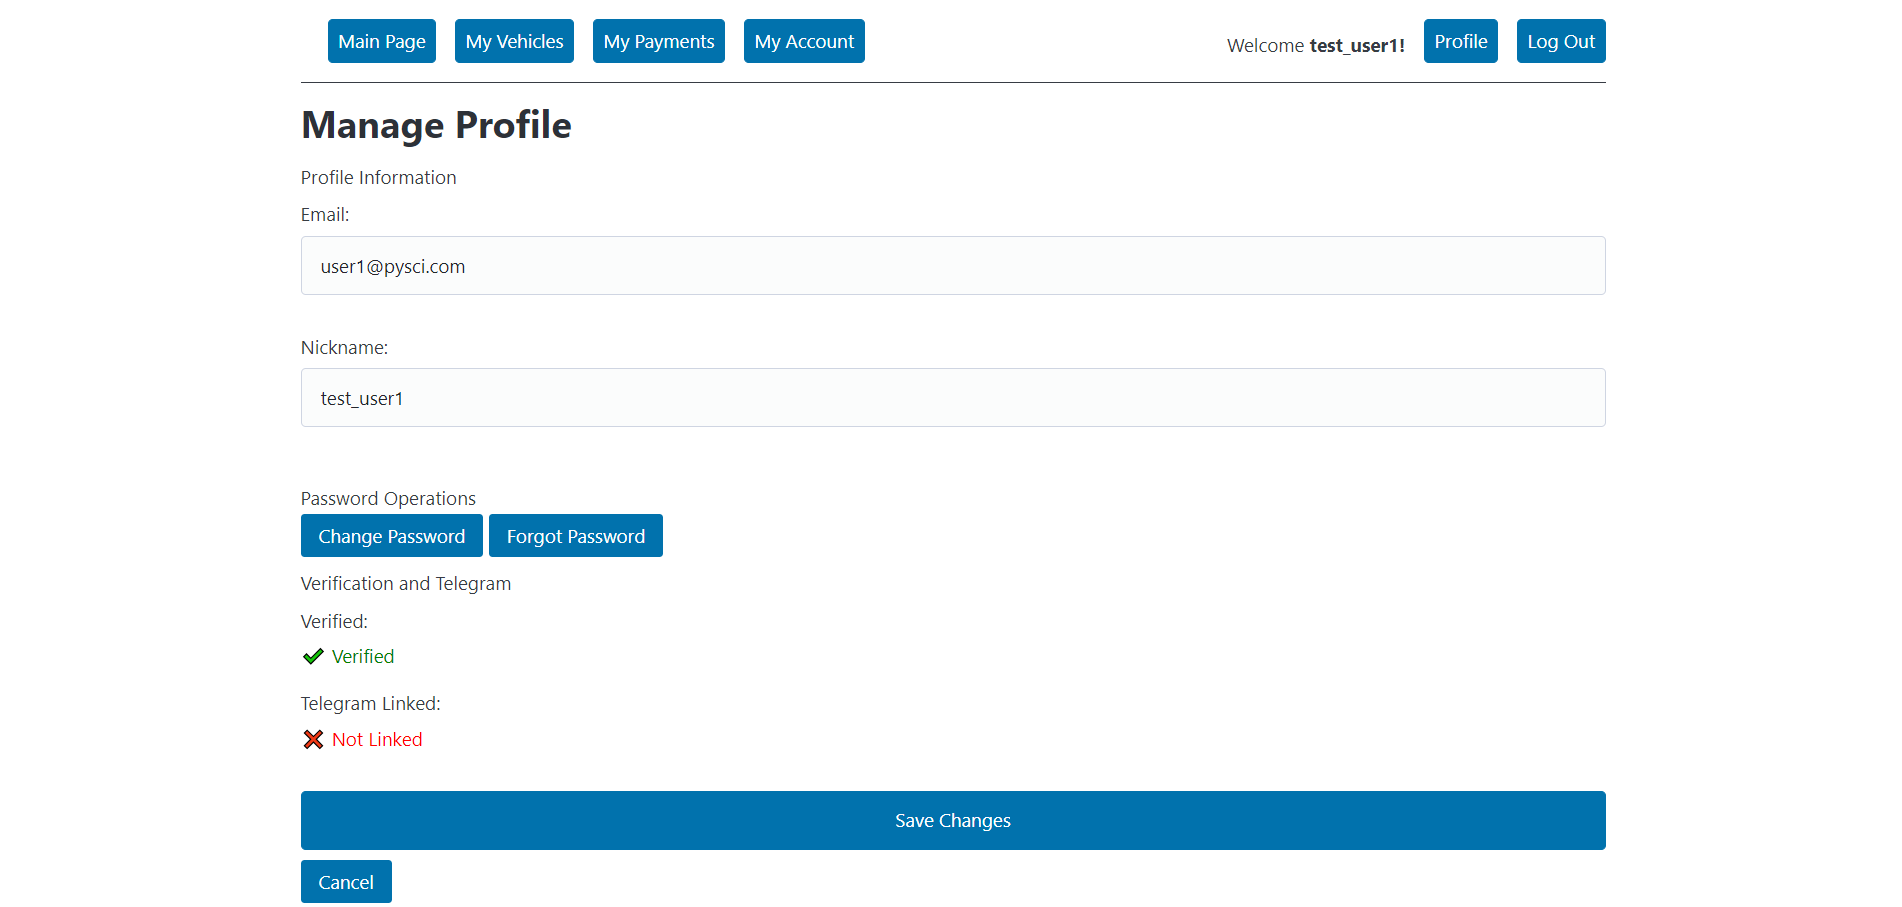 Main Page My Vehicles My Payments My Account Welcome test_user1! Profile Log Out
Manage Profile
Profile Information
Email:
user1@pysci.com
Nickname:
test_user1
Password Operations
Change Password Forgot Password
Verification and Telegram
Verified:
Verified
Telegram Linked:
Not Linked
Save Changes
Cancel